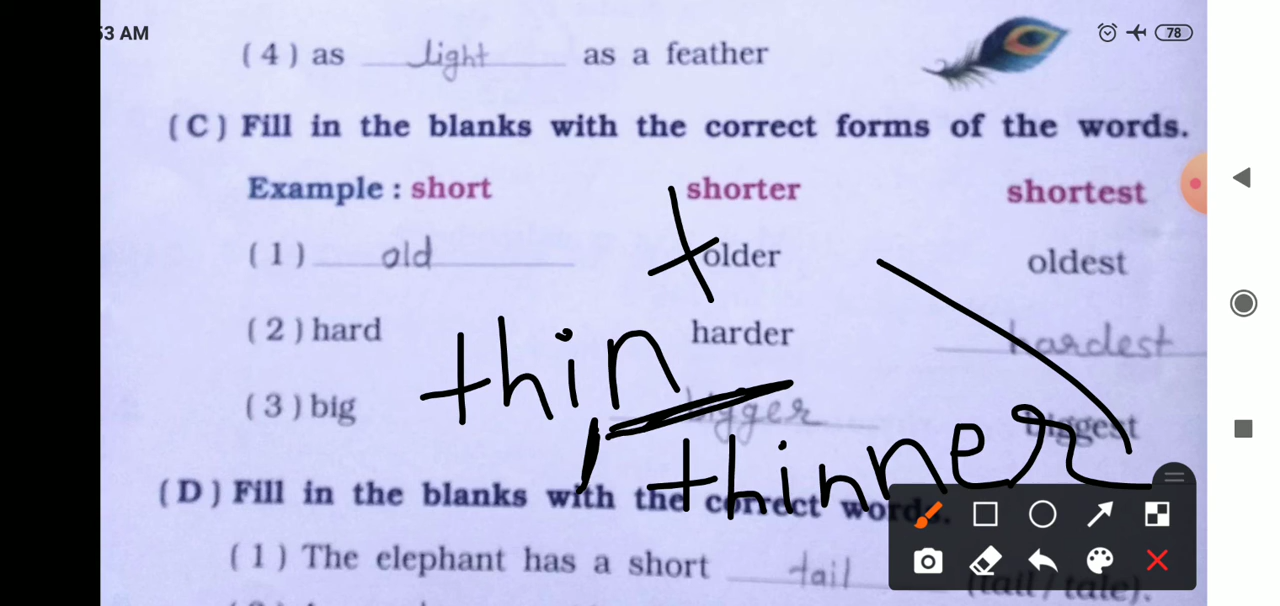 53 AM 78
( 4 ) as light as a feather
( C ) Fill in the blanks with the correct forms of the words.
Example : short shorter shortest
( 1 ) old older oldest
( 2 ) hard harder hardest
thin
( 3 ) big bigger biggest
thinner
( D ) Fill in the blanks with the correct words.
( 1 ) The elephant has a short tail (tail / tale).